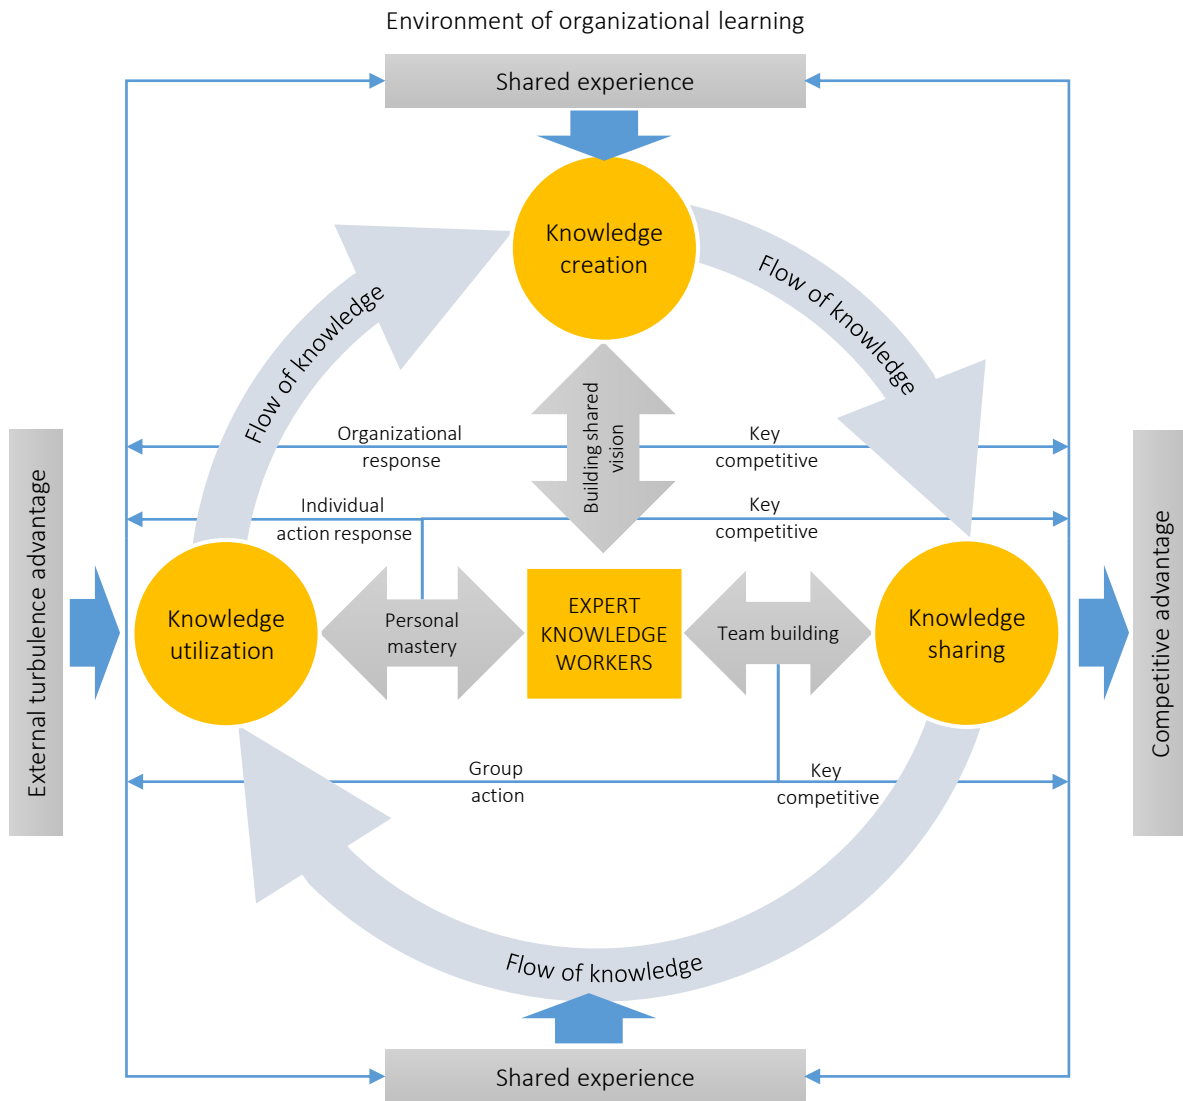 Environment of organizational learning
Shared experience
Knowledge
creation
Flow of knowledge
Flow of knowledge
Building shared
vision
Organizational
response
Key
competitive
Individual
action response
Key
competitive
External turbulence advantage
Knowledge
utilization
Personal
mastery
EXPERT
KNOWLEDGE
WORKERS
Team building
Knowledge
sharing
Competitive advantage
Group
action
Key
competitive
Flow of knowledge
Shared experience